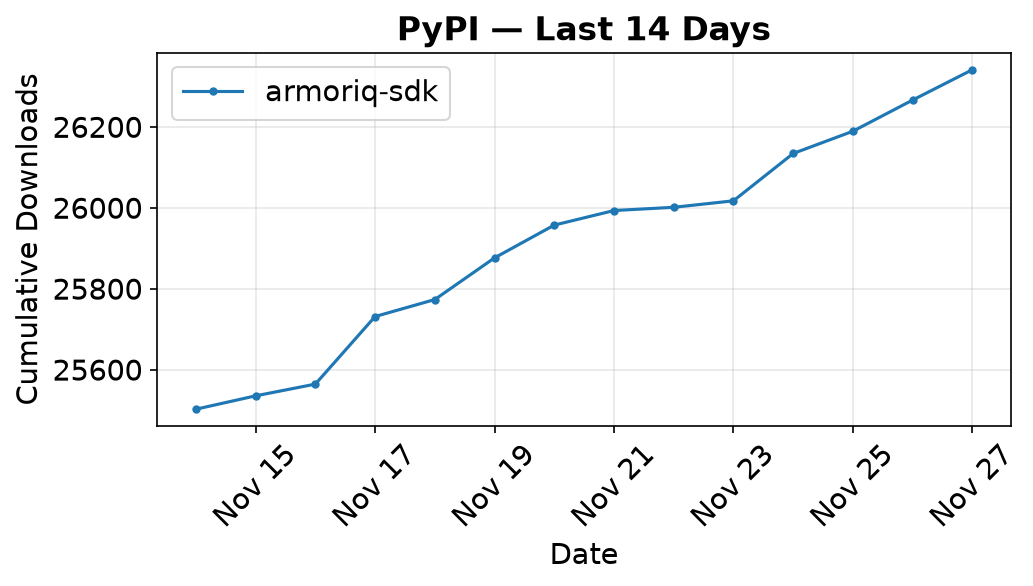 PyPI — Last 14 Days
armoriq-sdk
Cumulative Downloads
26200
26000
25800
25600
Nov 15
Nov 17
Nov 19
Nov 21
Nov 23
Nov 25
Nov 27
Date